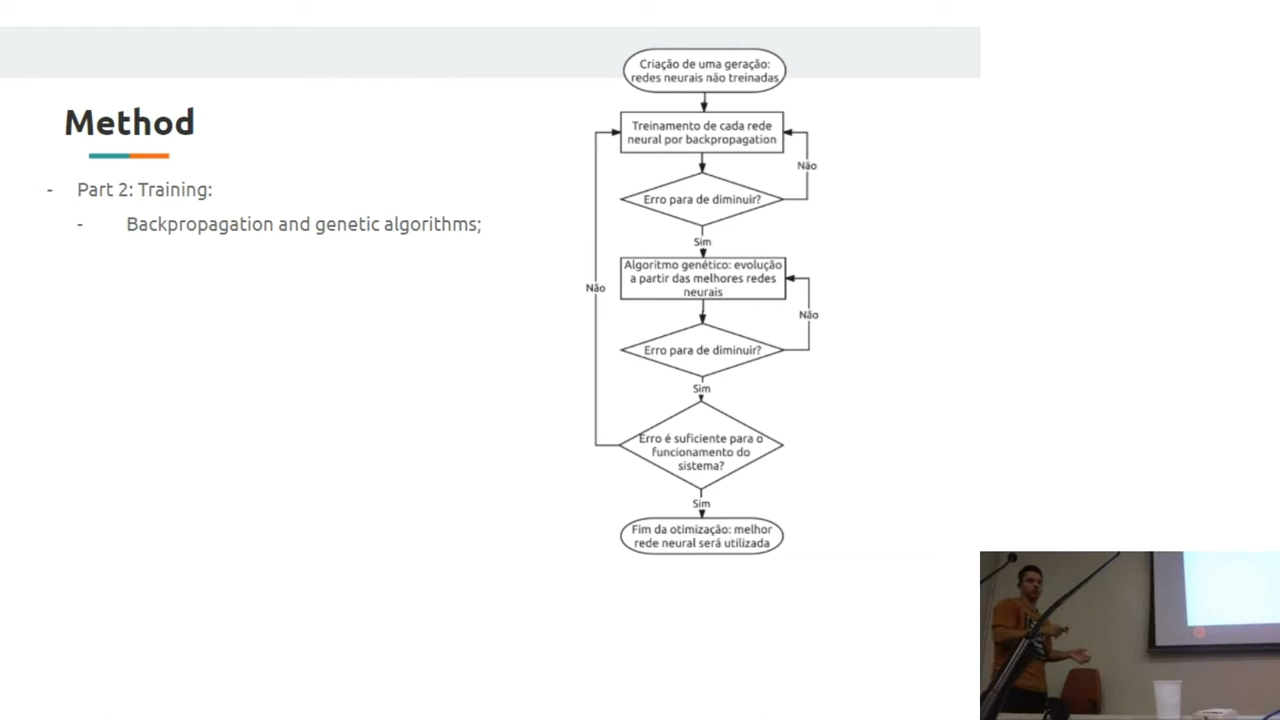 Method
- Part 2: Training:
- Backpropagation and genetic algorithms;
Criação de uma geração:
redes neurais não treinadas
Treinamento de cada rede
neural por backpropagation
Não
Erro para de diminuir?
Sim
Algoritmo genético: evolução
a partir das melhores redes
neurais
Não
Não
Erro para de diminuir?
Sim
Erro é suficiente para o
funcionamento do
sistema?
Sim
Fim da otimização: melhor
rede neural será utilizada